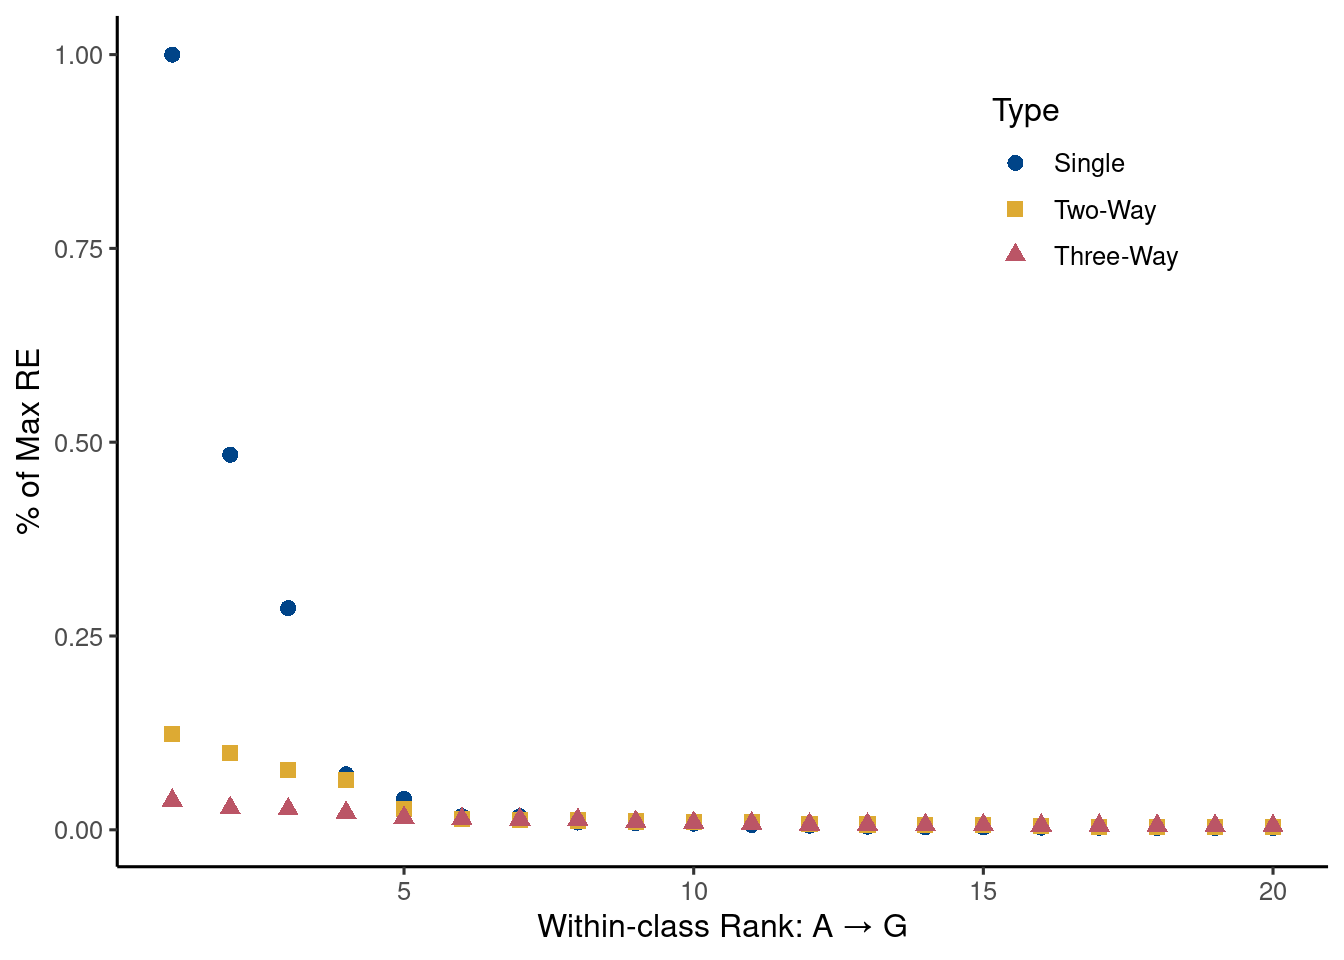 1.00
0.75
0.50
0.25
0.00
% of Max RE
Type
Single
Two-Way
Three-Way
5
10
15
20
Within-class Rank: A → G